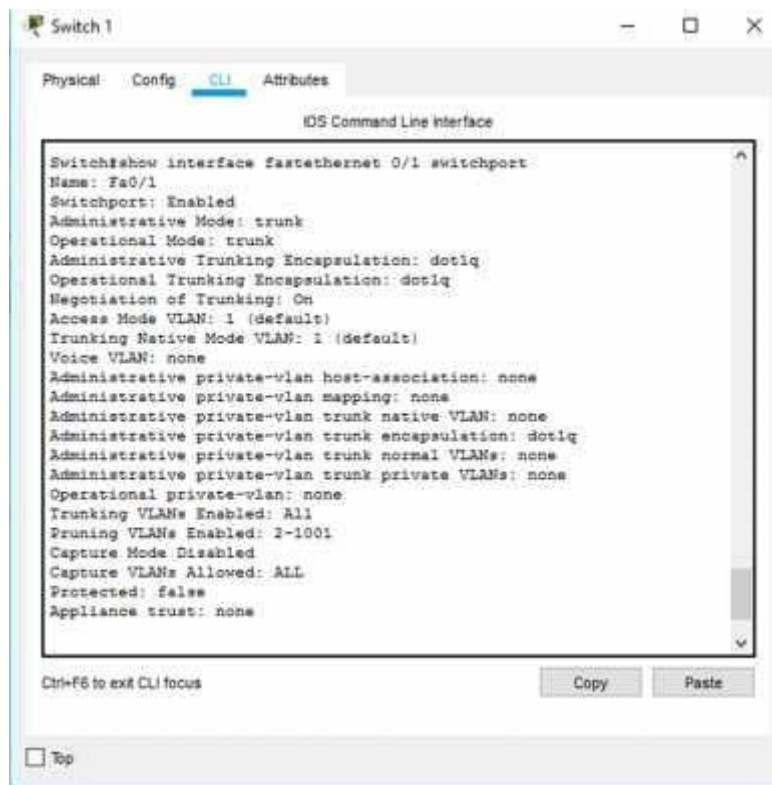 Switch 1
Physical Config CLI Attributes
IOS Command Line Interface
Switch#show interface fastethernet 0/1 switchport
Name: Fa0/1
Switchport: Enabled
Administrative Mode: trunk
Operational Mode: trunk
Administrative Trunking Encapsulation: dot1q
Operational Trunking Encapsulation: dot1q
Negotiation of Trunking: On
Access Mode VLAN: 1 (default)
Trunking Native Mode VLAN: 1 (default)
Voice VLAN: none
Administrative private-vlan host-association: none
Administrative private-vlan mapping: none
Administrative private-vlan trunk native VLAN: none
Administrative private-vlan trunk encapsulation: dot1q
Administrative private-vlan trunk normal VLANs: none
Administrative private-vlan trunk private VLANs: none
Operational private-vlan: none
Trunking VLANs Enabled: All
Pruning VLANs Enabled: 2-1001
Capture Mode Disabled
Capture VLANs Allowed: ALL
Protected: false
Appliance trust: none
Ctrl+F6 to exit CLI focus
Copy Paste
Top